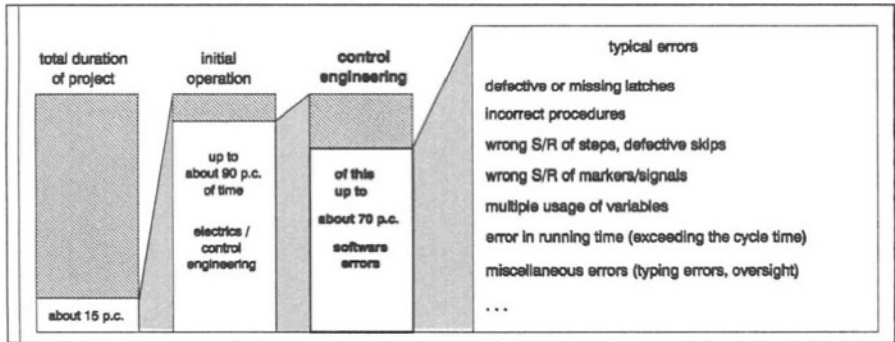 total duration
of project
about 15 p.c.
initial
operation
up to
about 90 p.c.
of time
electrics /
control
engineering
control
engineering
of this
up to
about 70 p.c.
software
errors
typical errors
defective or missing latches
incorrect procedures
wrong S/R of steps, defective skips
wrong S/R of markers/signals
multiple usage of variables
error in running time (exceeding the cycle time)
miscellaneous errors (typing errors, oversight)
...